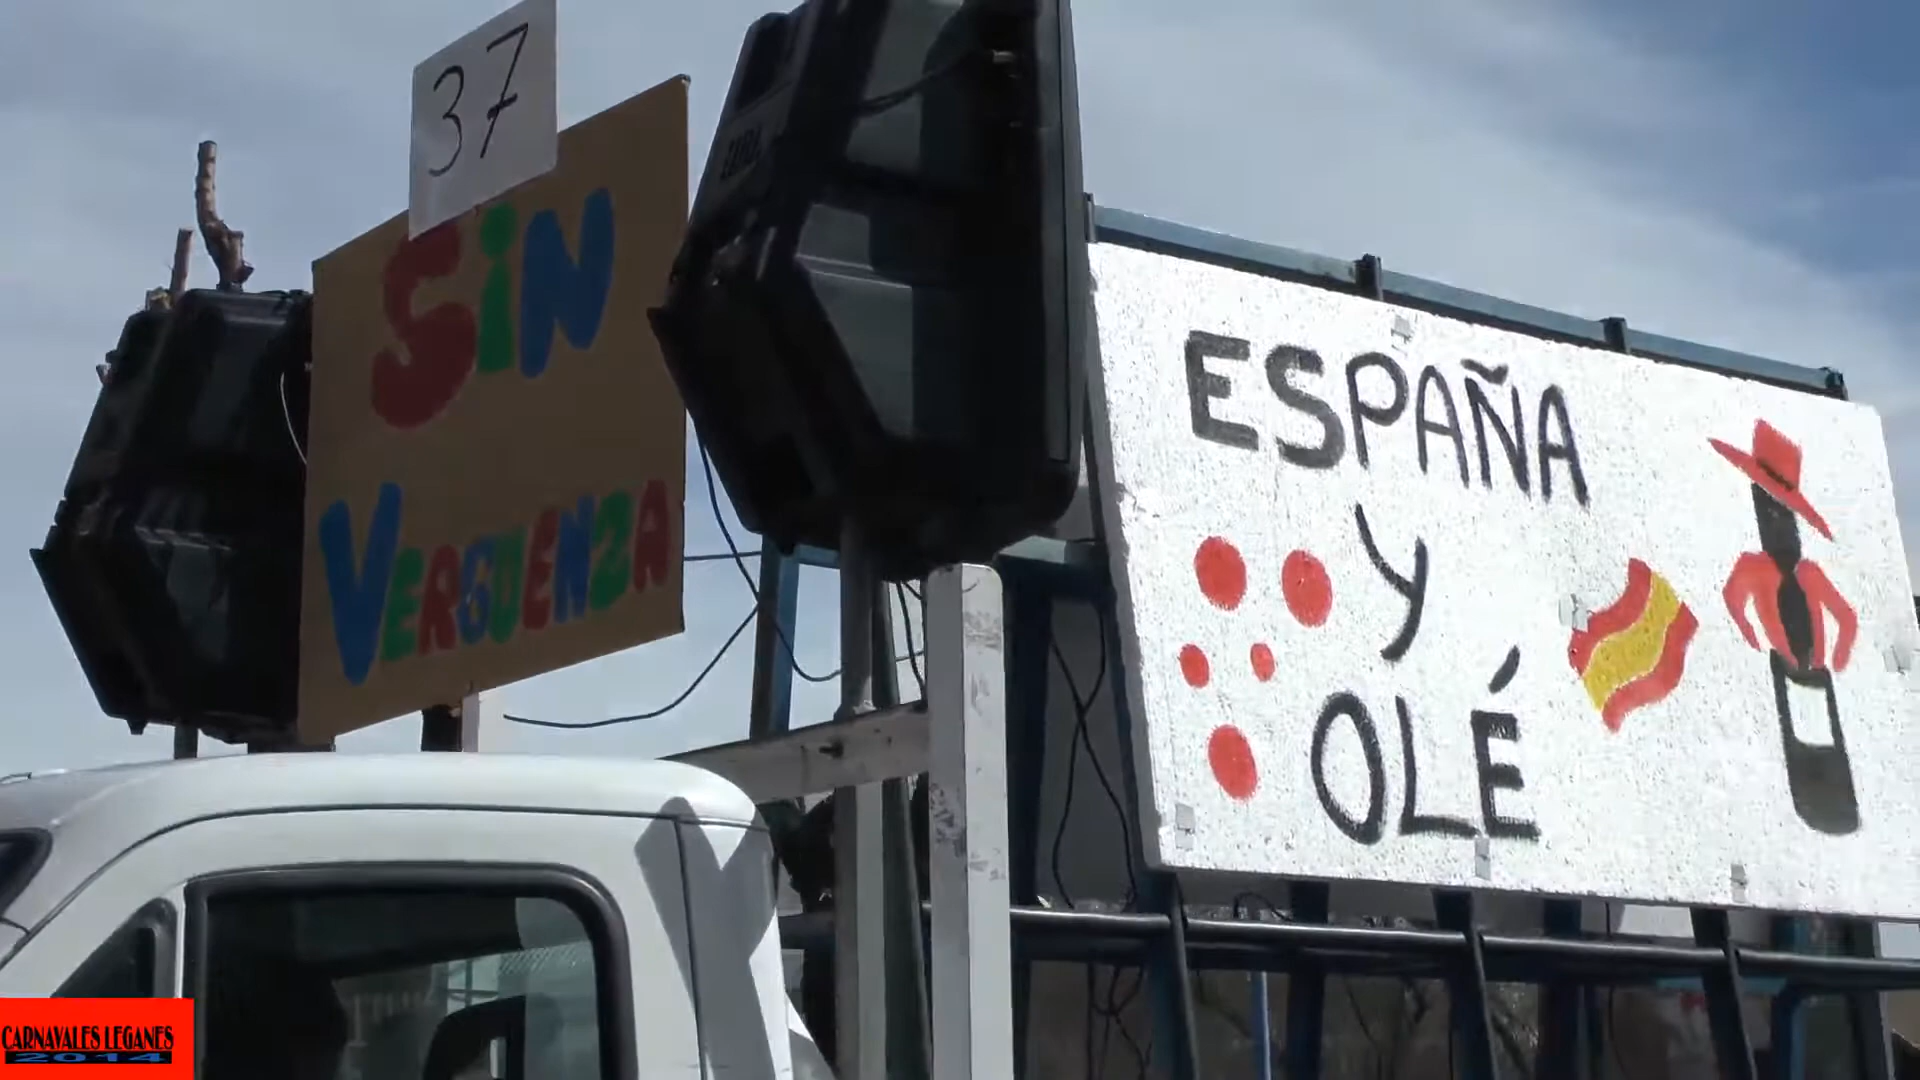 37
SiN
VERGUENZA
ESPAÑA
Y
OLÉ
CARNAVALES LEGANES
2014